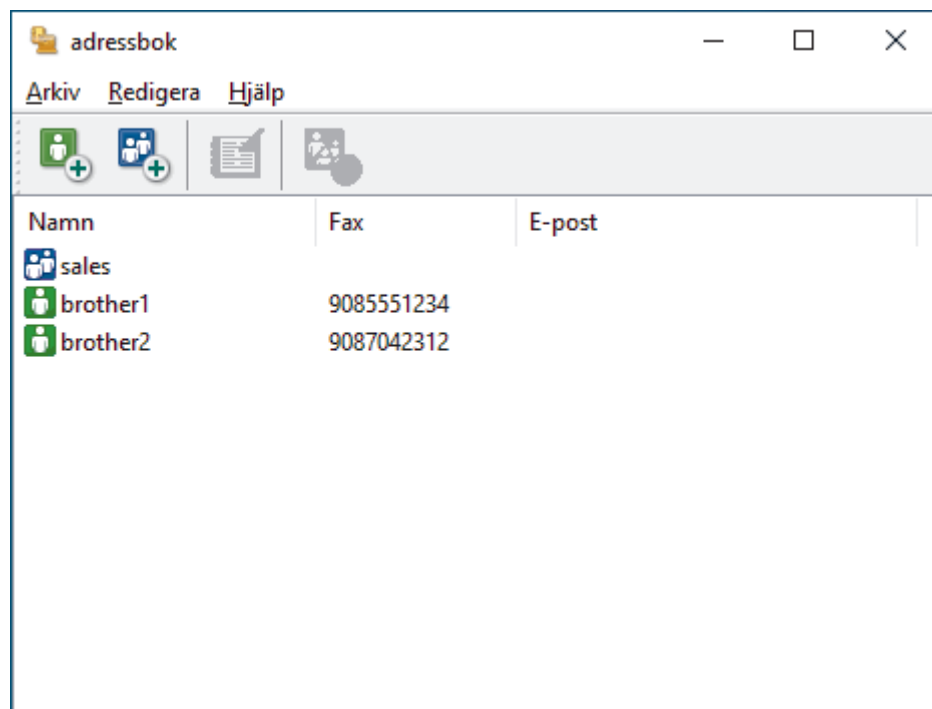 adressbok
Arkiv Redigera Hjälp
Namn Fax E-post
sales
brother1 9085551234
brother2 9087042312